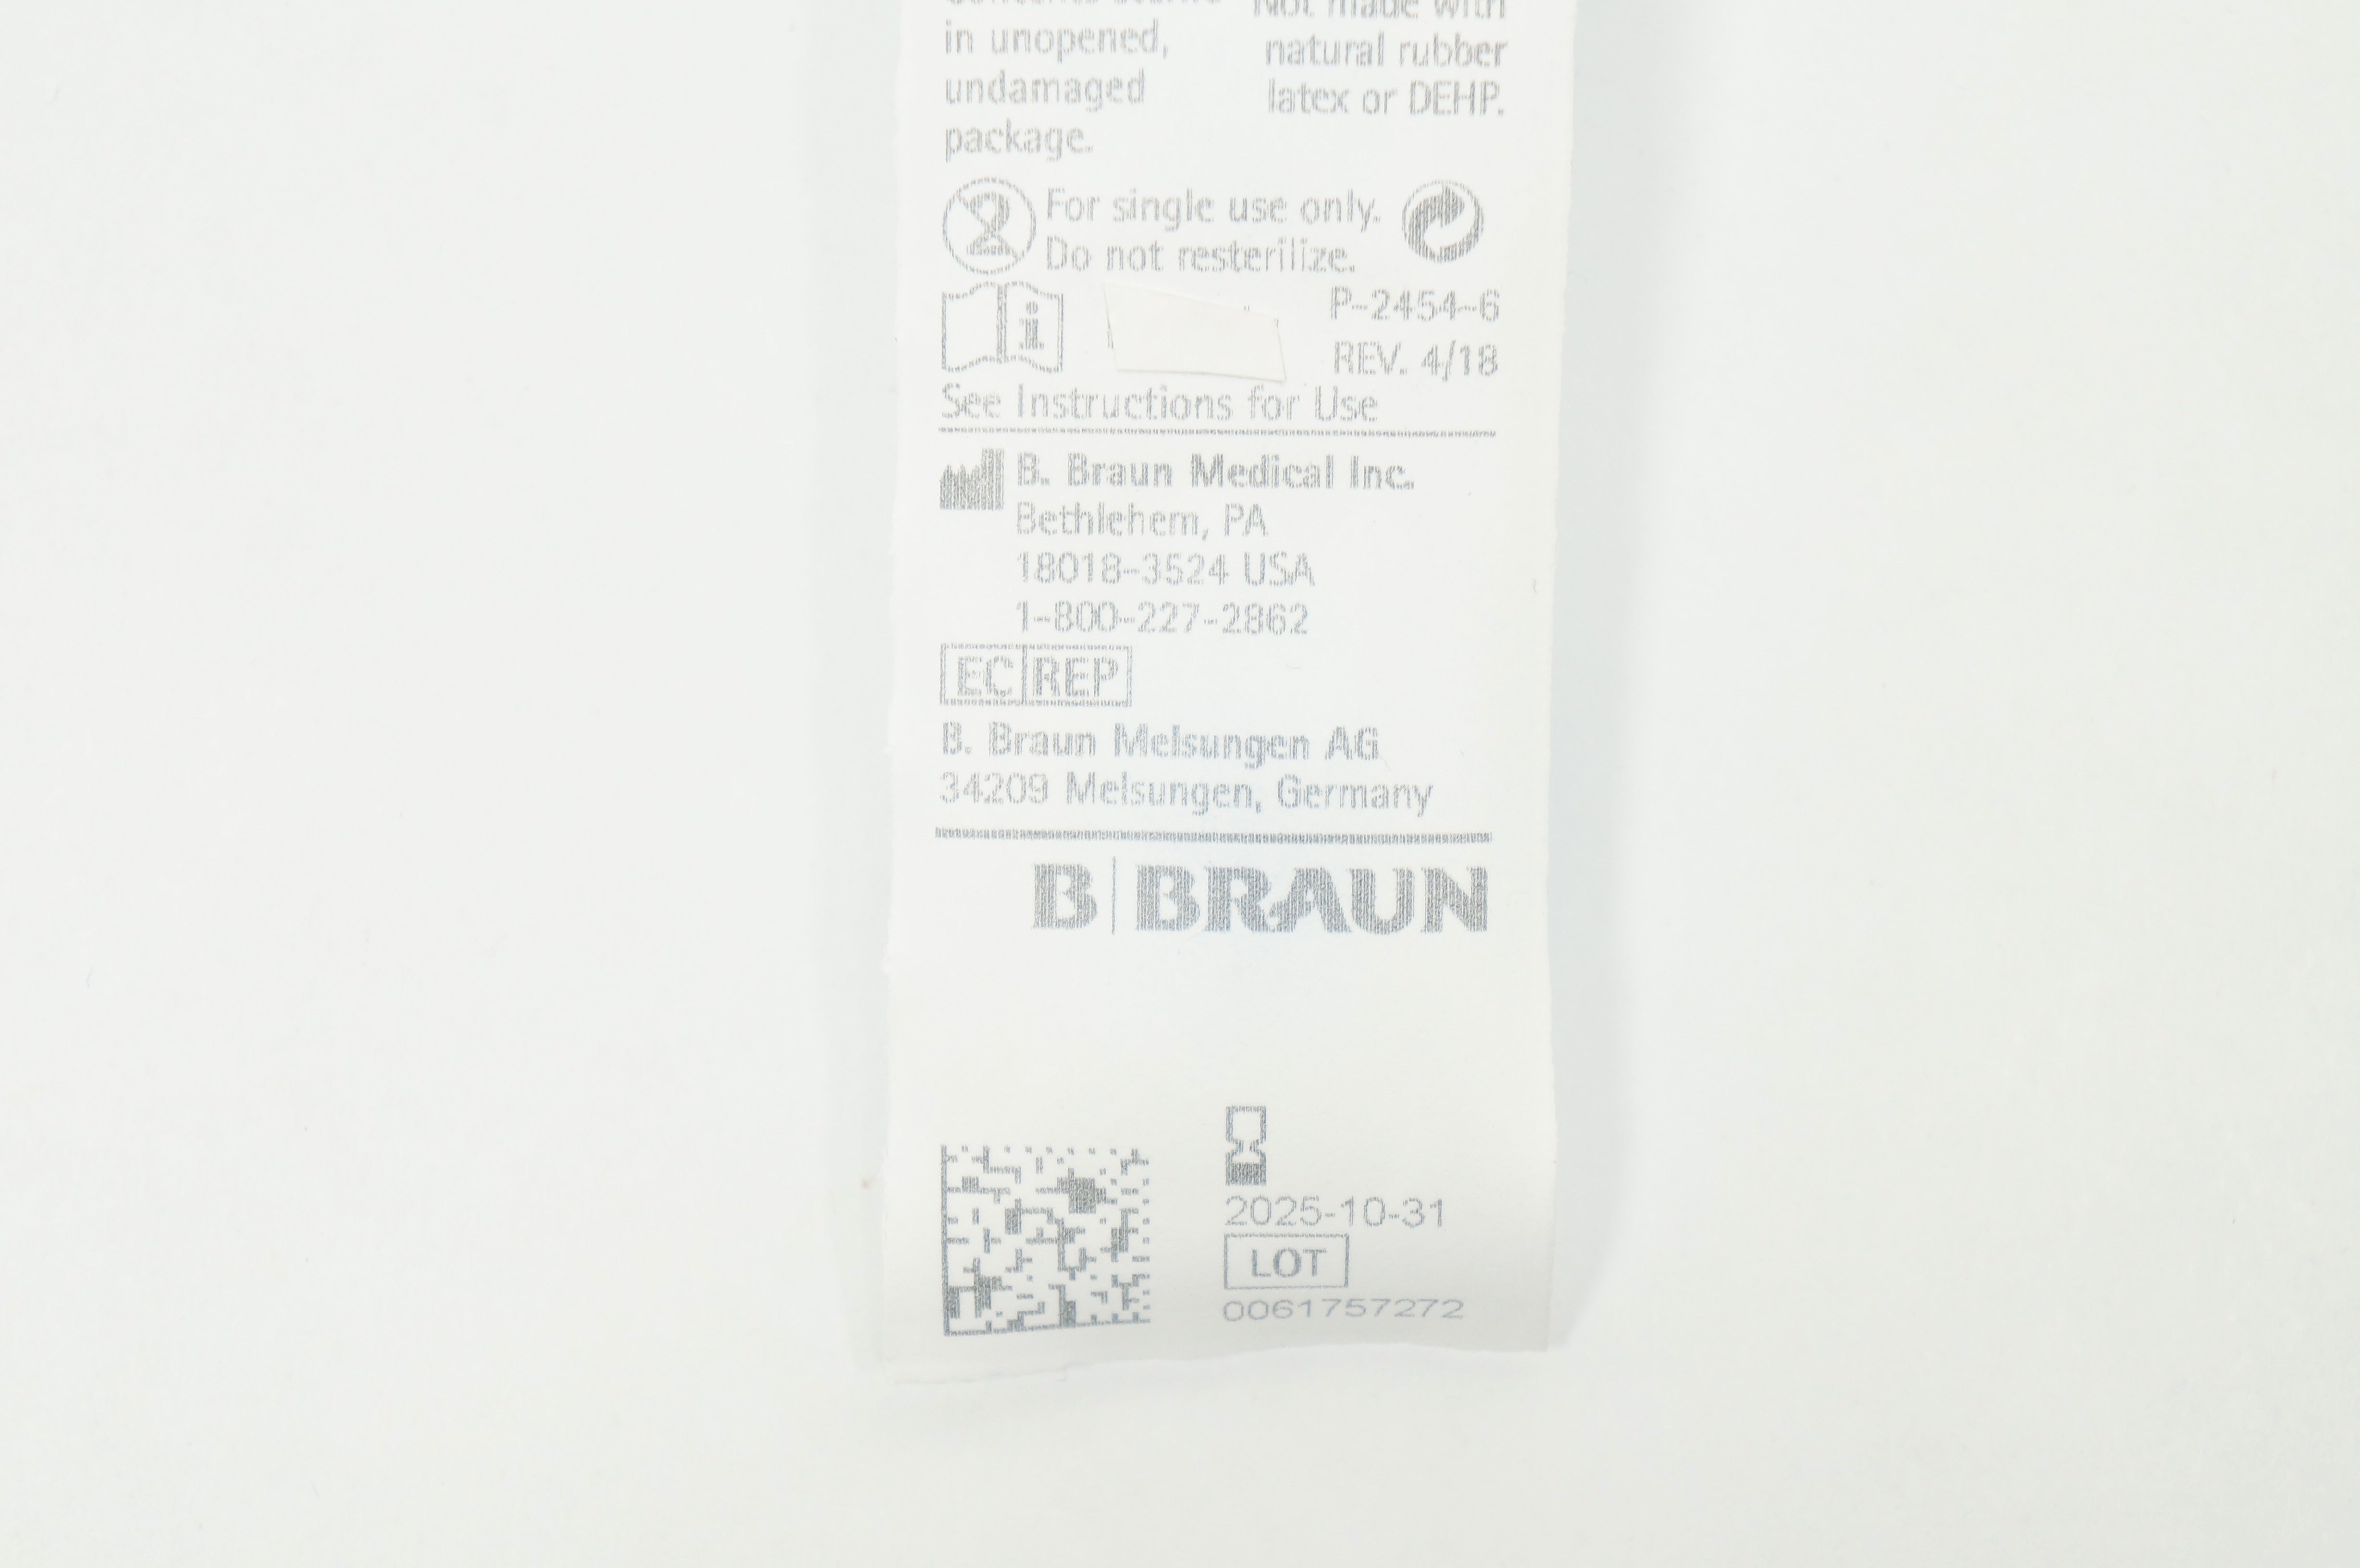 Not made with
in unopened,
undamaged
package.
natural rubber
latex or DEHP.
For single use only.
Do not resterilize.
P-2454-6
REV. 4/18
See Instructions for Use
B. Braun Medical Inc.
Bethlehem, PA
18018-3524 USA
1-800-227-2862
EC REP
B. Braun Melsungen AG
34209 Melsungen, Germany
B BRAUN
2025-10-31
LOT
0061757272